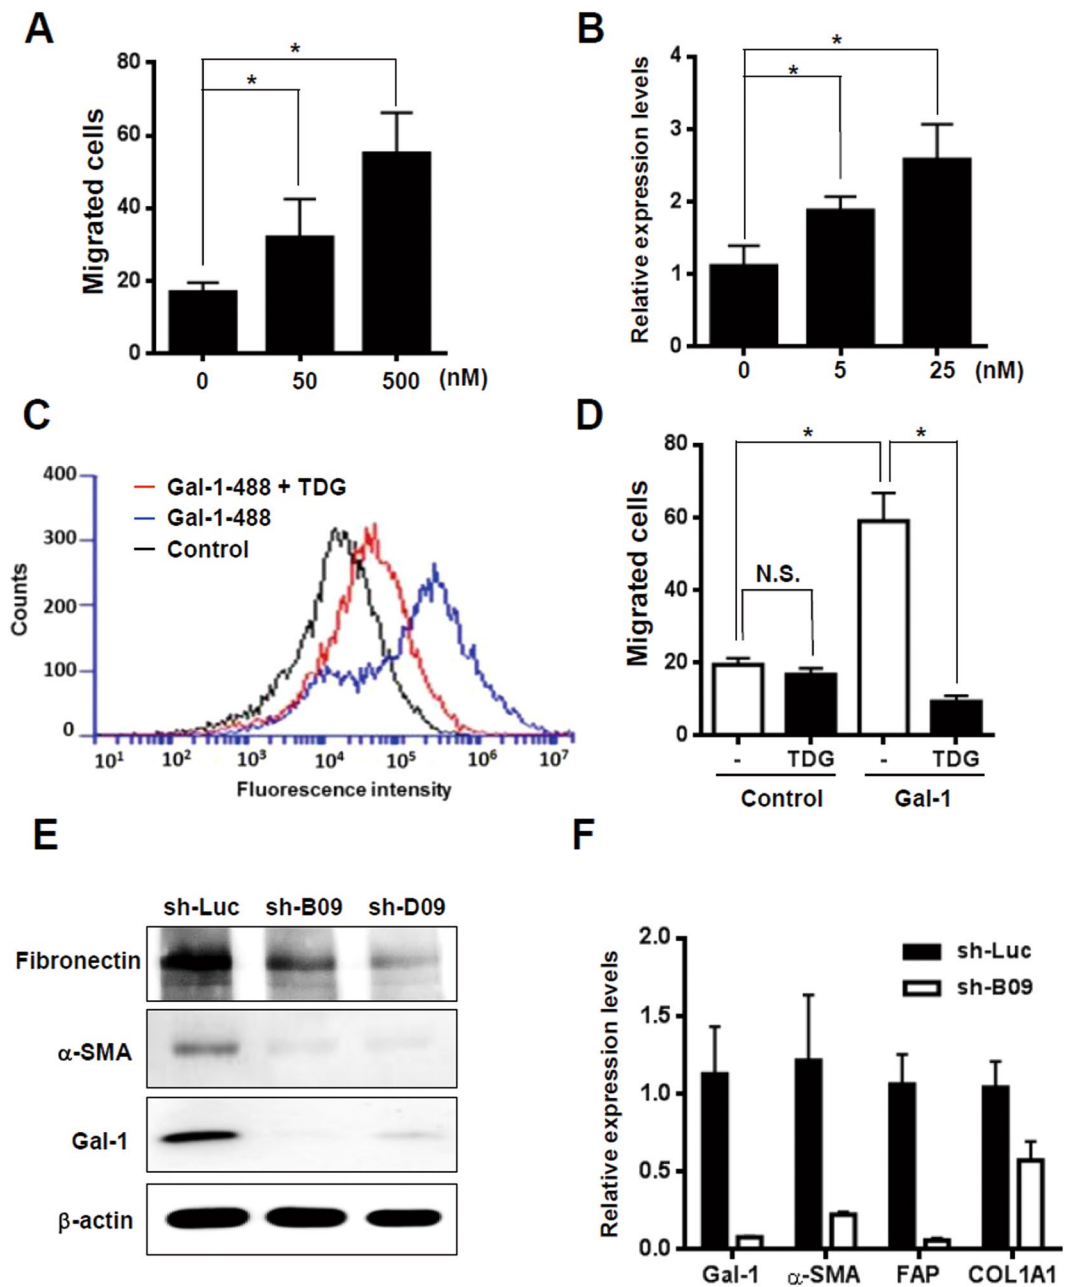 A
Migrated cells
80
60
40
20
0
*
*
0 50 500 (nM)
B
Relative expression levels
4
3
2
1
0
*
*
0 5 25 (nM)
C
Counts
400
300
200
100
0
Gal-1-488 + TDG
Gal-1-488
Control
10¹ 10² 10³ 10⁴ 10⁵ 10⁶ 10⁷
Fluorescence intensity
D
Migrated cells
80
60
40
20
0
* *
N.S.
- TDG - TDG
Control Gal-1
E
sh-Luc sh-B09 sh-D09
Fibronectin
α-SMA
Gal-1
β-actin
F
Relative expression levels
2.0
1.5
1.0
0.5
0.0
sh-Luc
sh-B09
Gal-1 α-SMA FAP COL1A1